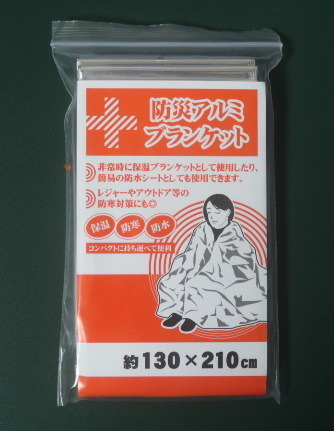 防災アルミ
ブランケット
非常時に保温ブランケットとして使用したり、
簡易の防水シートとしても使用できます。
レジャーやアウトドア等の
防寒対策にも◎
保温 防寒 防水
コンパクトに持ち運べて便利
約130×210cm